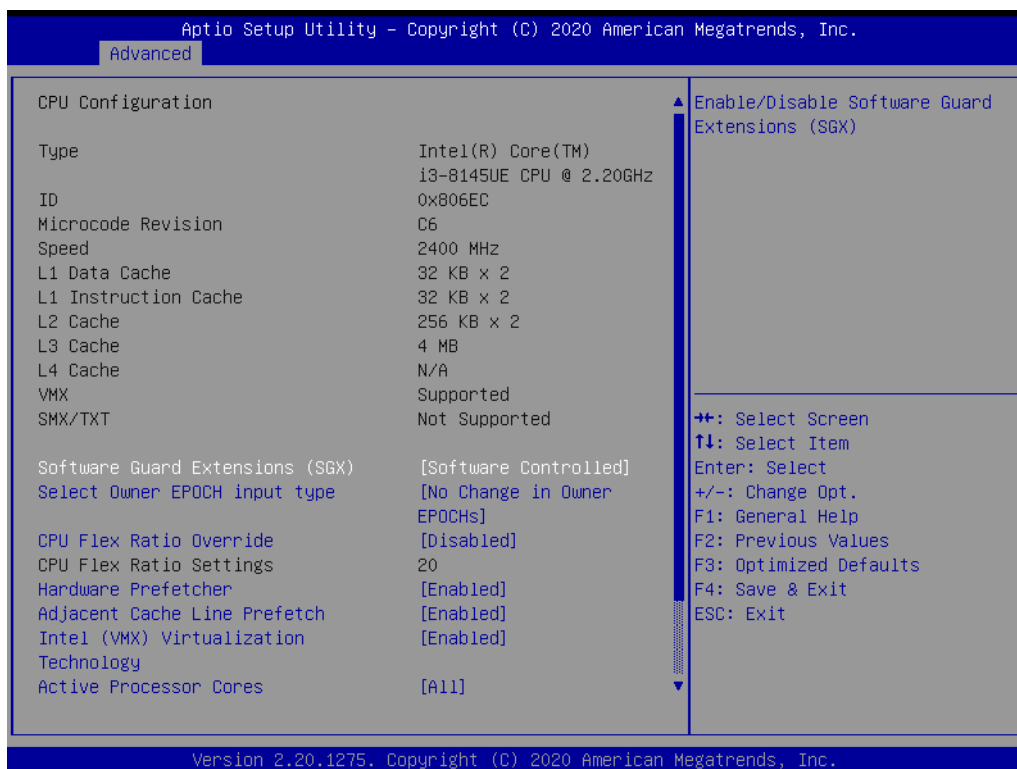 Aptio Setup Utility – Copyright (C) 2020 American Megatrends, Inc.
Advanced
CPU Configuration
Type Intel(R) Core(TM)
i3-8145UE CPU @ 2.20GHz
ID 0x806EC
Microcode Revision C6
Speed 2400 MHz
L1 Data Cache 32 KB x 2
L1 Instruction Cache 32 KB x 2
L2 Cache 256 KB x 2
L3 Cache 4 MB
L4 Cache N/A
VMX Supported
SMX/TXT Not Supported
Software Guard Extensions (SGX) [Software Controlled]
Select Owner EPOCH input type [No Change in Owner
EPOCHs]
CPU Flex Ratio Override [Disabled]
CPU Flex Ratio Settings 20
Hardware Prefetcher [Enabled]
Adjacent Cache Line Prefetch [Enabled]
Intel (VMX) Virtualization [Enabled]
Technology
Active Processor Cores [All]
Enable/Disable Software Guard
Extensions (SGX)
→←: Select Screen
↑↓: Select Item
Enter: Select
+/-: Change Opt.
F1: General Help
F2: Previous Values
F3: Optimized Defaults
F4: Save & Exit
ESC: Exit
Version 2.20.1275. Copyright (C) 2020 American Megatrends, Inc.